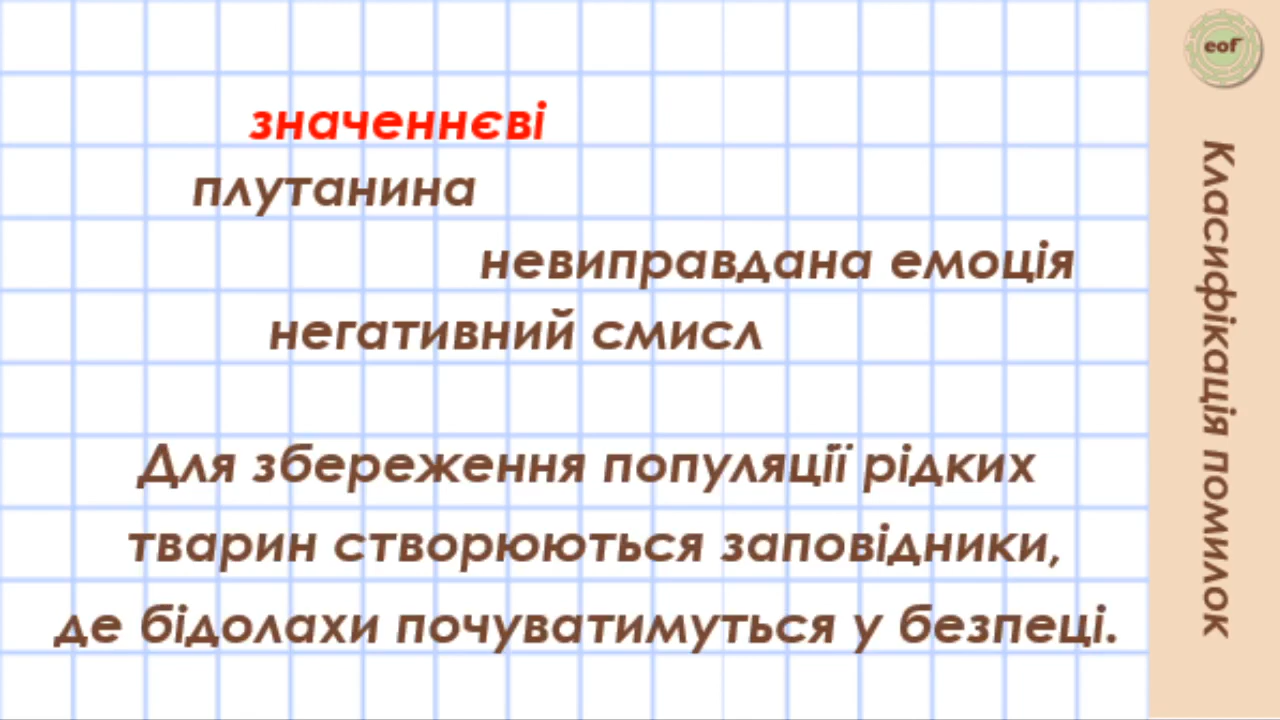 значеннєві
плутанина
невиправдана емоція
негативний смисл
Для збереження популяції рідких
тварин створюються заповідники,
де бідолахи почуватимуться у безпеці.
eof
Класифікація помилок